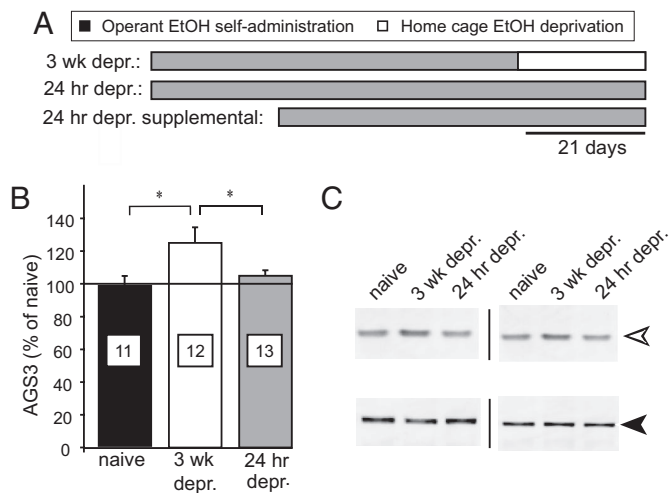 A
Operant EtOH self-administration
Home cage EtOH deprivation
3 wk depr.:
24 hr depr.:
24 hr depr. supplemental:
21 days
B
*
*
AGS3 (% of naive)
140
120
100
80
60
40
20
0
11
12
13
naive
3 wk
depr.
24 hr
depr.
C
naive
3 wk depr.
24 hr depr.
naive
3 wk depr.
24 hr depr.